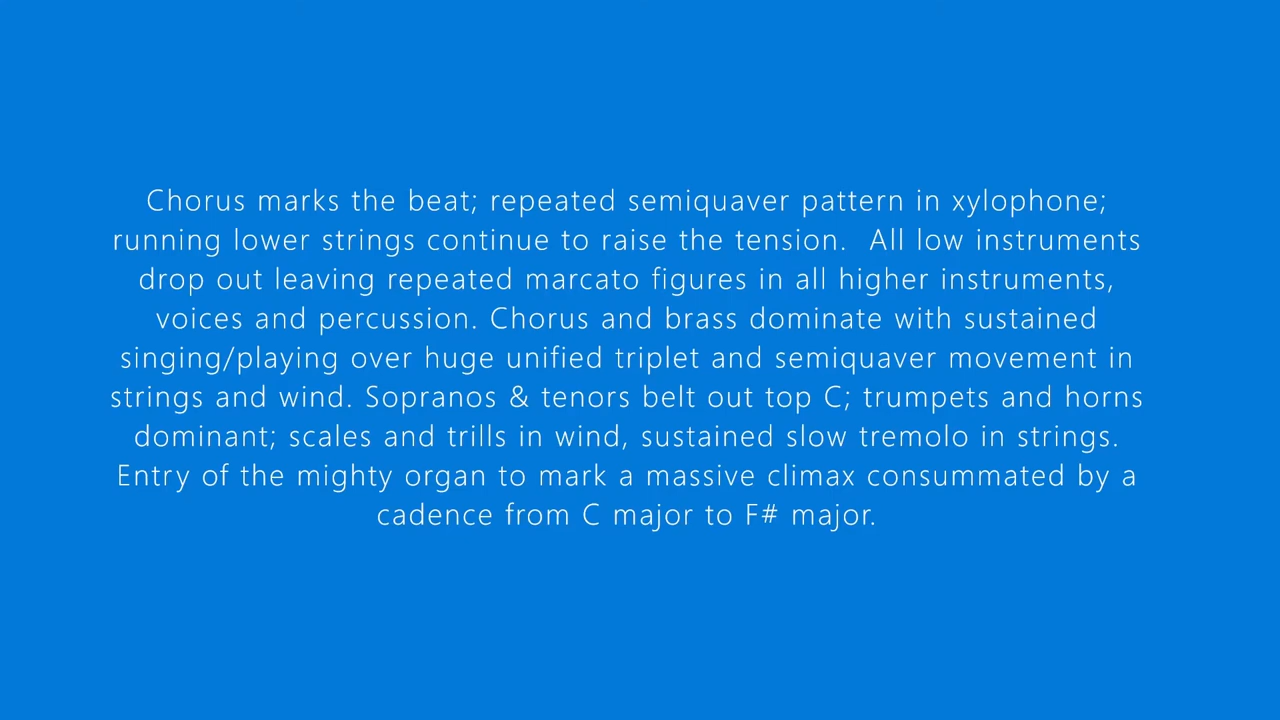 Chorus marks the beat; repeated semiquaver pattern in xylophone;
running lower strings continue to raise the tension.  All low instruments
drop out leaving repeated marcato figures in all higher instruments,
voices and percussion. Chorus and brass dominate with sustained
singing/playing over huge unified triplet and semiquaver movement in
strings and wind. Sopranos & tenors belt out top C; trumpets and horns
dominant; scales and trills in wind, sustained slow tremolo in strings.
Entry of the mighty organ to mark a massive climax consummated by a
cadence from C major to F# major.